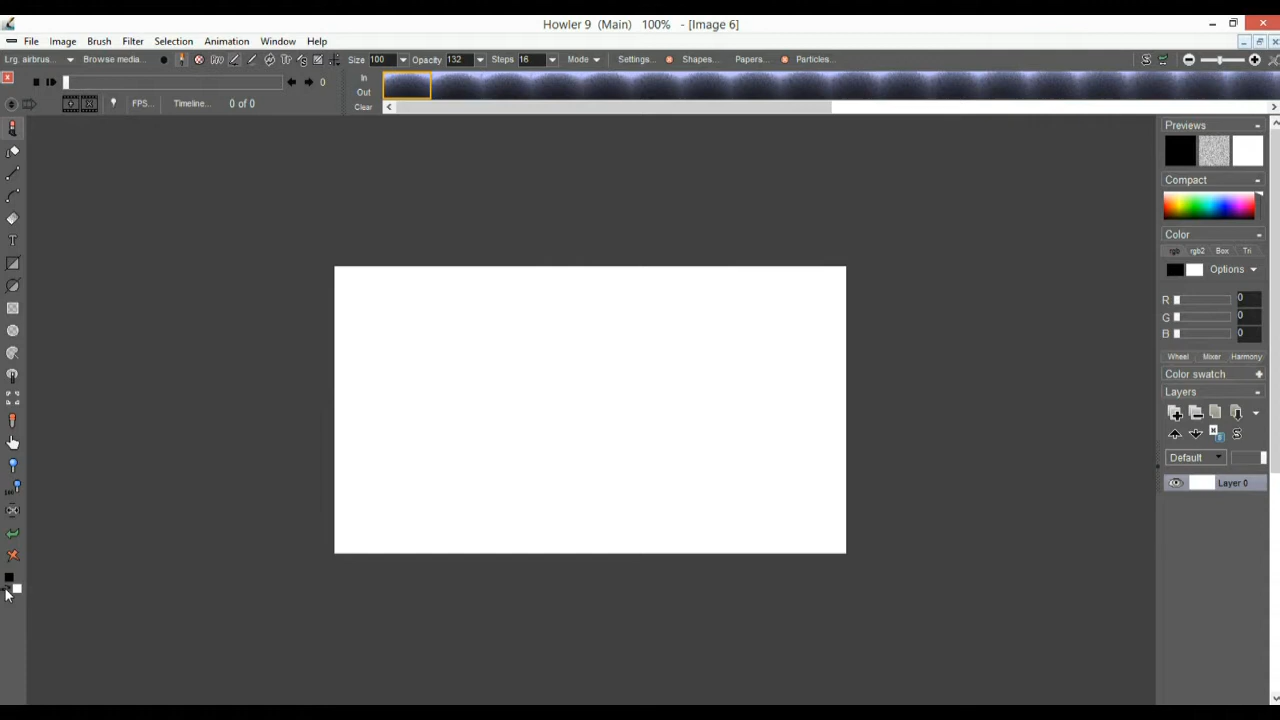 Howler 9 (Main) 100% - [Image 6]
File Image Brush Filter Selection Animation Window Help
Lrg. airbrus... Browse media... Size 100 Opacity 132 Steps 16 Mode Settings... Shapes... Papers... Particles...
0 In
Out
FPS... Timeline... 0 of 0 Clear
Previews
Compact
Color
rgb rgb2 Box Tri
Options
R 0
G 0
B 0
Wheel Mixer Harmony
Color swatch
Layers
S
Default
Layer 0